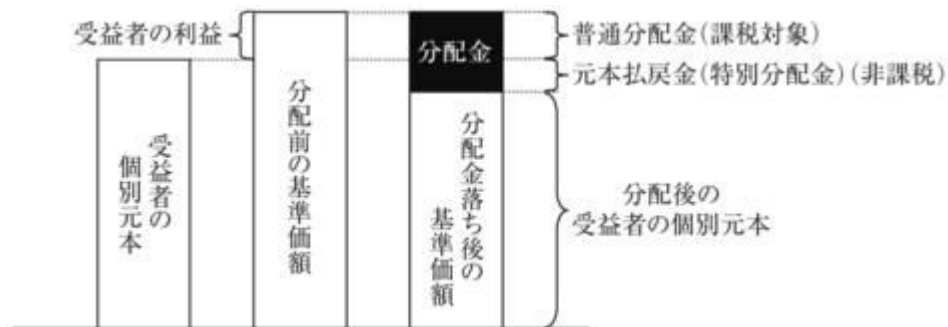 受益者の利益
分配金
普通分配金(課税対象)
元本払戻金(特別分配金)(非課税)
受益者の
個別元本
分配前の基準価額
分配金落ち後の
基準価額
分配後の
受益者の個別元本